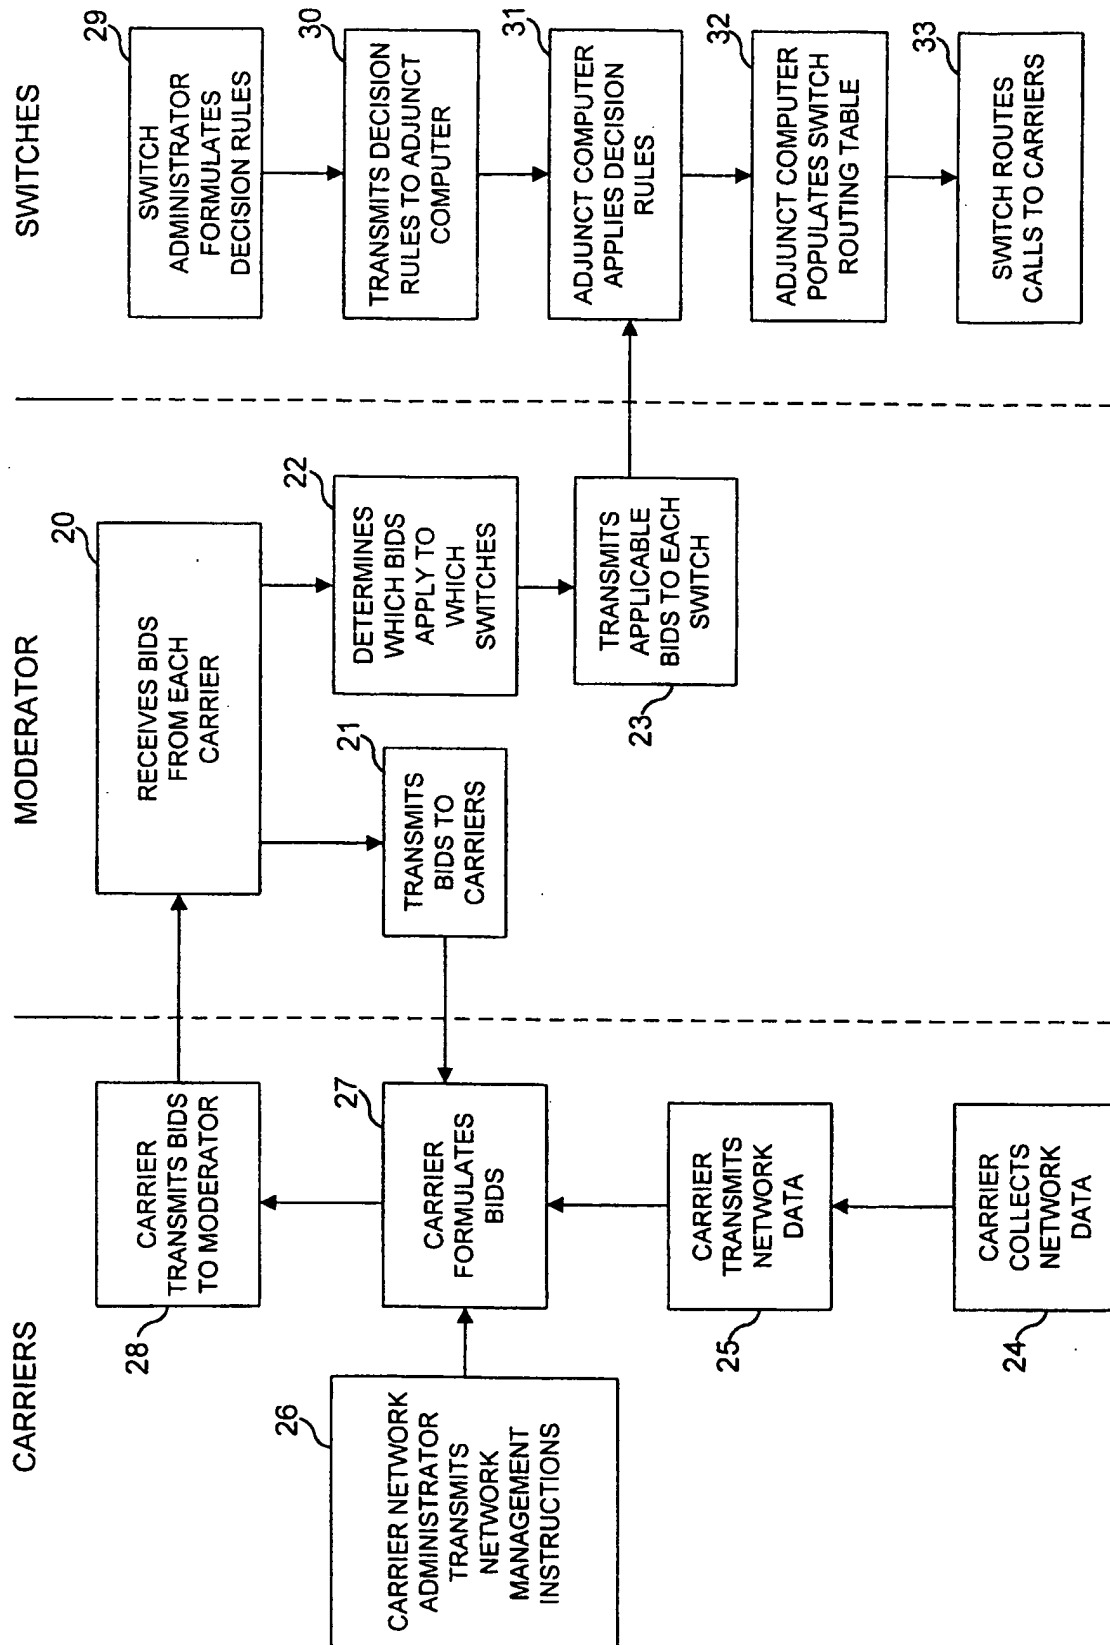 CARRIERS
MODERATOR
SWITCHES
28
CARRIER
TRANSMITS BIDS
TO MODERATOR
20
RECEIVES BIDS
FROM EACH
CARRIER
29
SWITCH
ADMINISTRATOR
FORMULATES
DECISION RULES
26
CARRIER NETWORK
ADMINISTRATOR
TRANSMITS
NETWORK
MANAGEMENT
INSTRUCTIONS
27
CARRIER
FORMULATES
BIDS
21
TRANSMITS
BIDS TO
CARRIERS
22
DETERMINES
WHICH BIDS
APPLY TO
WHICH
SWITCHES
30
TRANSMITS DECISION
RULES TO ADJUNCT
COMPUTER
25
CARRIER
TRANSMITS
NETWORK
DATA
23
TRANSMITS
APPLICABLE
BIDS TO EACH
SWITCH
31
ADJUNCT COMPUTER
APPLIES DECISION
RULES
32
ADJUNCT COMPUTER
POPULATES SWITCH
ROUTING TABLE
24
CARRIER
COLLECTS
NETWORK
DATA
33
SWITCH ROUTES
CALLS TO CARRIERS